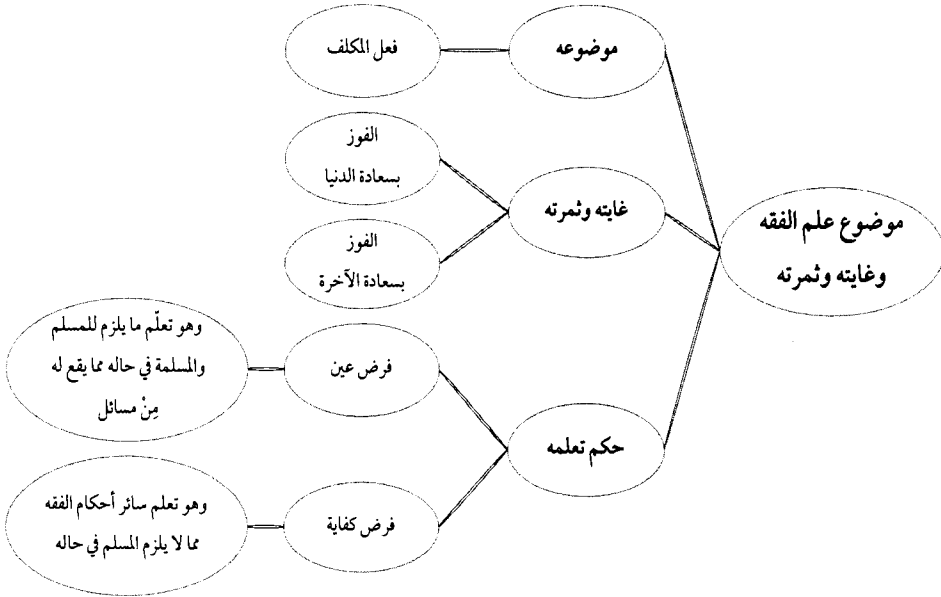 موضوع علم الفقه
وغايته وثمرته
موضوعه
فعل المكلف
غايته وثمرته
الفوز
بسعادة الدنيا
الفوز
بسعادة الآخرة
حكم تعلمه
فرض عين
وهو تعلّم ما يلزم للمسلم
والمسلمة في حاله مما يقع له
مِنْ مسائل
فرض كفاية
وهو تعلم سائر أحكام الفقه
مما لا يلزم المسلم في حاله